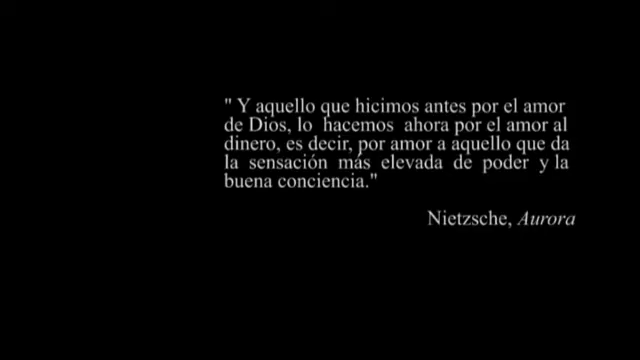 " Y aquello que hicimos antes por el amor
de Dios, lo hacemos ahora por el amor al
dinero, es decir, por amor a aquello que da
la sensación más elevada de poder y la
buena conciencia."
Nietzsche, Aurora